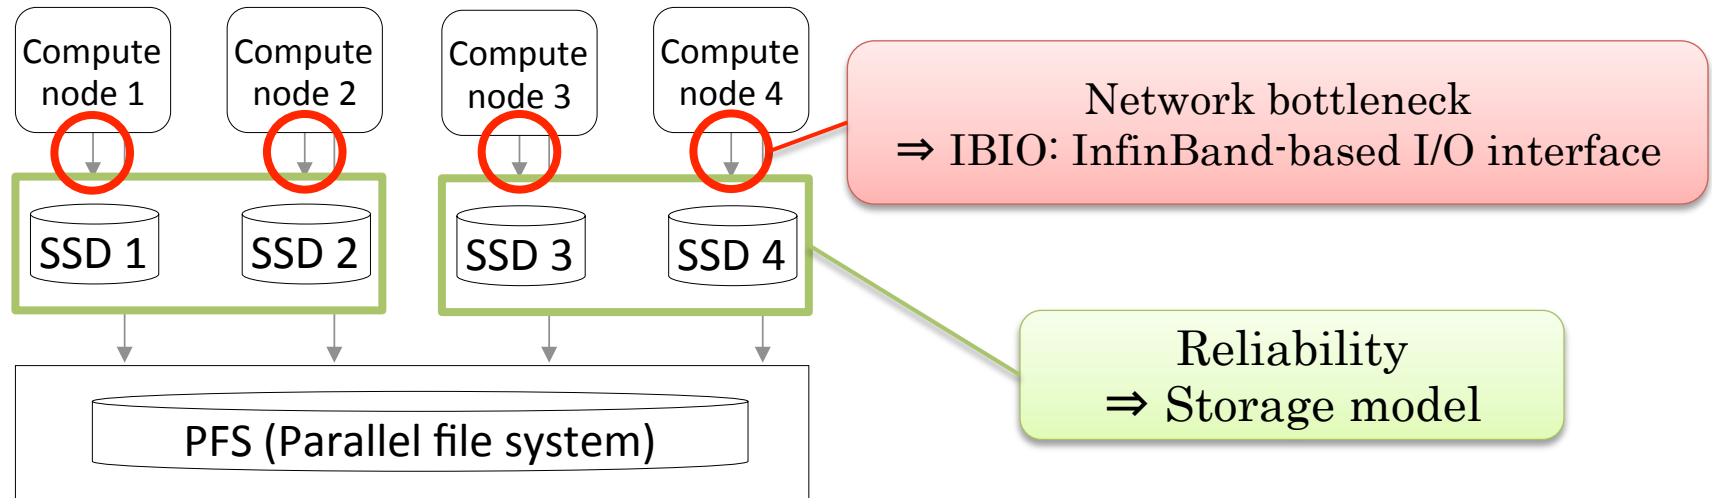 Compute
node 1
Compute
node 2
Compute
node 3
Compute
node 4
Network bottleneck
⇒ IBIO: InfinBand-based I/O interface
SSD 1
SSD 2
SSD 3
SSD 4
Reliability
⇒ Storage model
PFS (Parallel file system)